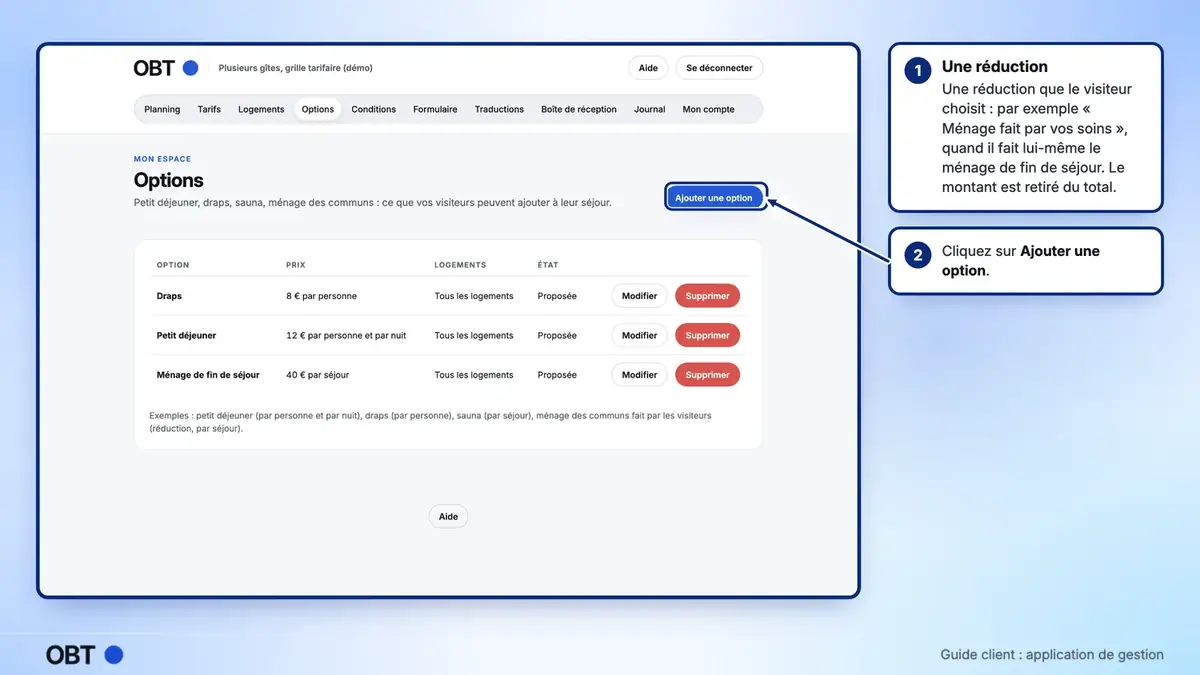 OBT
Plusieurs gîtes, grille tarifaire (démo)
Aide
Se déconnecter
Planning
Tarifs
Logements
Options
Conditions
Formulaire
Traductions
Boîte de réception
Journal
Mon compte
MON ESPACE
Options
Petit déjeuner, draps, sauna, ménage des communs : ce que vos visiteurs peuvent ajouter à leur séjour.
Ajouter une option
OPTION PRIX LOGEMENTS ÉTAT
Draps 8 € par personne Tous les logements Proposée Modifier Supprimer
Petit déjeuner 12 € par personne et par nuit Tous les logements Proposée Modifier Supprimer
Ménage de fin de séjour 40 € par séjour Tous les logements Proposée Modifier Supprimer
Exemples : petit déjeuner (par personne et par nuit), draps (par personne), sauna (par séjour), ménage des communs fait par les visiteurs
(réduction, par séjour).
Aide
1 Une réduction
Une réduction que le visiteur
choisit : par exemple «
Ménage fait par vos soins »,
quand il fait lui-même le
ménage de fin de séjour. Le
montant est retiré du total.
2 Cliquez sur Ajouter une
option.
OBT
Guide client : application de gestion